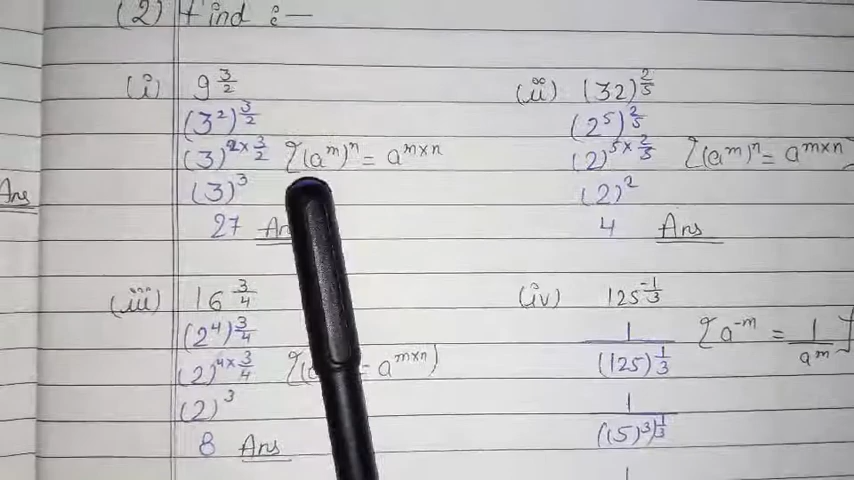 (2) Find :—
(i) 9^{3/2}
(3²)^{3/2}
(3)^{2×3/2} [(a^m)^n = a^{m×n}
(3)³
27 Ans
(ii) (32)^{2/5}
(2⁵)^{2/5}
(2)^{5×2/5} [(a^m)^n = a^{m×n}
(2)²
4 Ans
Ans
(iii) 16^{3/4}
(2⁴)^{3/4}
(2)^{4×3/4} [( = a^{m×n}]
(2)³
8 Ans
(iv) 125^{-1/3}
1/(125)^{1/3} [a^{-m} = 1/a^m]
1/((5)³)^{1/3}
1